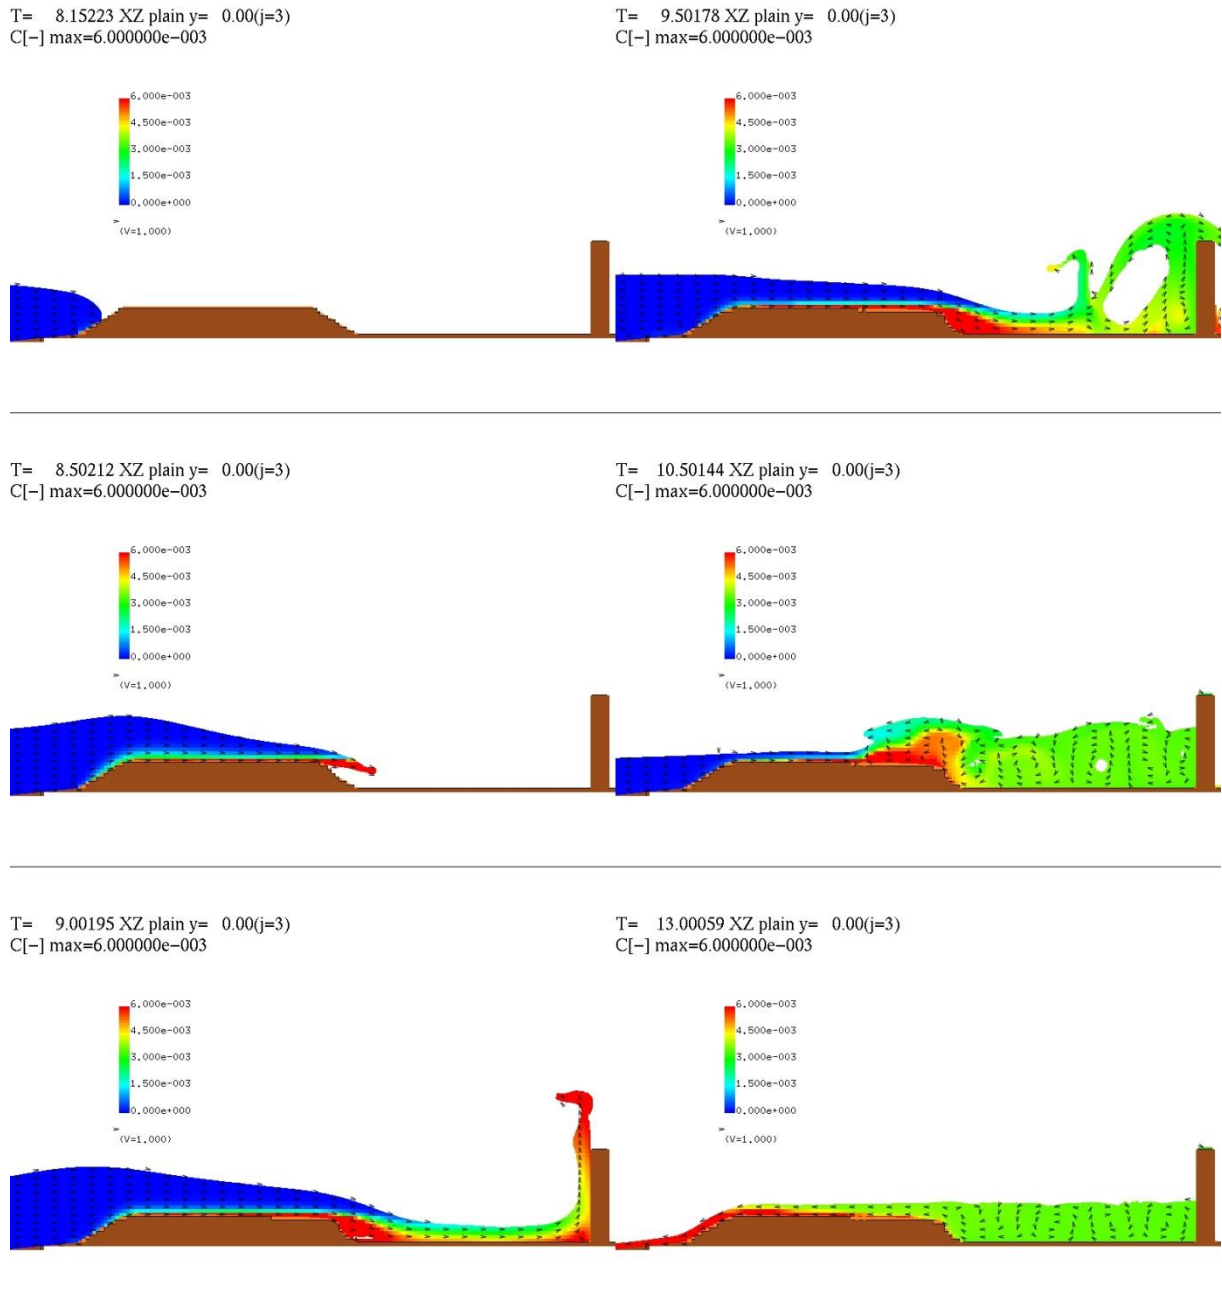 T= 8.15223 XZ plain y= 0.00(j=3)
C[−] max=6.000000e−003
6.000e-003
4.500e-003
3.000e-003
1.500e-003
0.000e+000
(V=1.000)
T= 8.50212 XZ plain y= 0.00(j=3)
C[−] max=6.000000e−003
6.000e-003
4.500e-003
3.000e-003
1.500e-003
0.000e+000
(V=1.000)
T= 9.00195 XZ plain y= 0.00(j=3)
C[−] max=6.000000e−003
6.000e-003
4.500e-003
3.000e-003
1.500e-003
0.000e+000
(V=1.000)
T= 9.50178 XZ plain y= 0.00(j=3)
C[−] max=6.000000e−003
6.000e-003
4.500e-003
3.000e-003
1.500e-003
0.000e+000
(V=1.000)
T= 10.50144 XZ plain y= 0.00(j=3)
C[−] max=6.000000e−003
6.000e-003
4.500e-003
3.000e-003
1.500e-003
0.000e+000
(V=1.000)
T= 13.00059 XZ plain y= 0.00(j=3)
C[−] max=6.000000e−003
6.000e-003
4.500e-003
3.000e-003
1.500e-003
0.000e+000
(V=1.000)